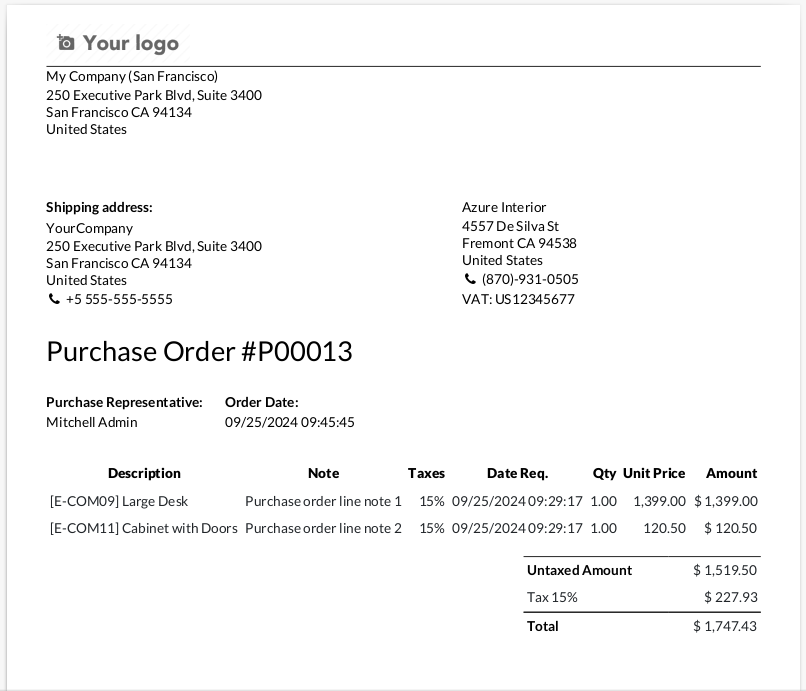 Your logo
My Company (San Francisco)
250 Executive Park Blvd, Suite 3400
San Francisco CA 94134
United States
Shipping address:
YourCompany
250 Executive Park Blvd, Suite 3400
San Francisco CA 94134
United States
+5 555-555-5555
Azure Interior
4557 De Silva St
Fremont CA 94538
United States
(870)-931-0505
VAT: US12345677
Purchase Order #P00013
Purchase Representative: Order Date:
Mitchell Admin 09/25/2024 09:45:45
Description Note Taxes Date Req. Qty Unit Price Amount
[E-COM09] Large Desk Purchase order line note 1 15% 09/25/2024 09:29:17 1.00 1,399.00 $ 1,399.00
[E-COM11] Cabinet with Doors Purchase order line note 2 15% 09/25/2024 09:29:17 1.00 120.50 $ 120.50
Untaxed Amount $ 1,519.50
Tax 15% $ 227.93
Total $ 1,747.43